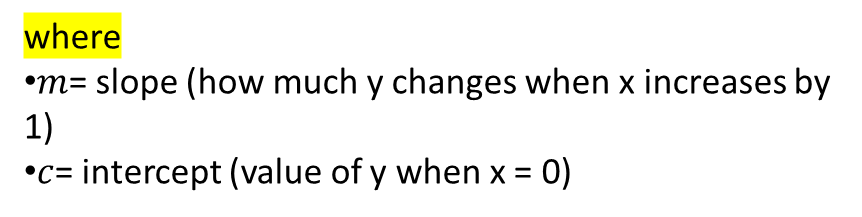 where
•𝑚= slope (how much y changes when x increases by
1)
•𝑐= intercept (value of y when x = 0)